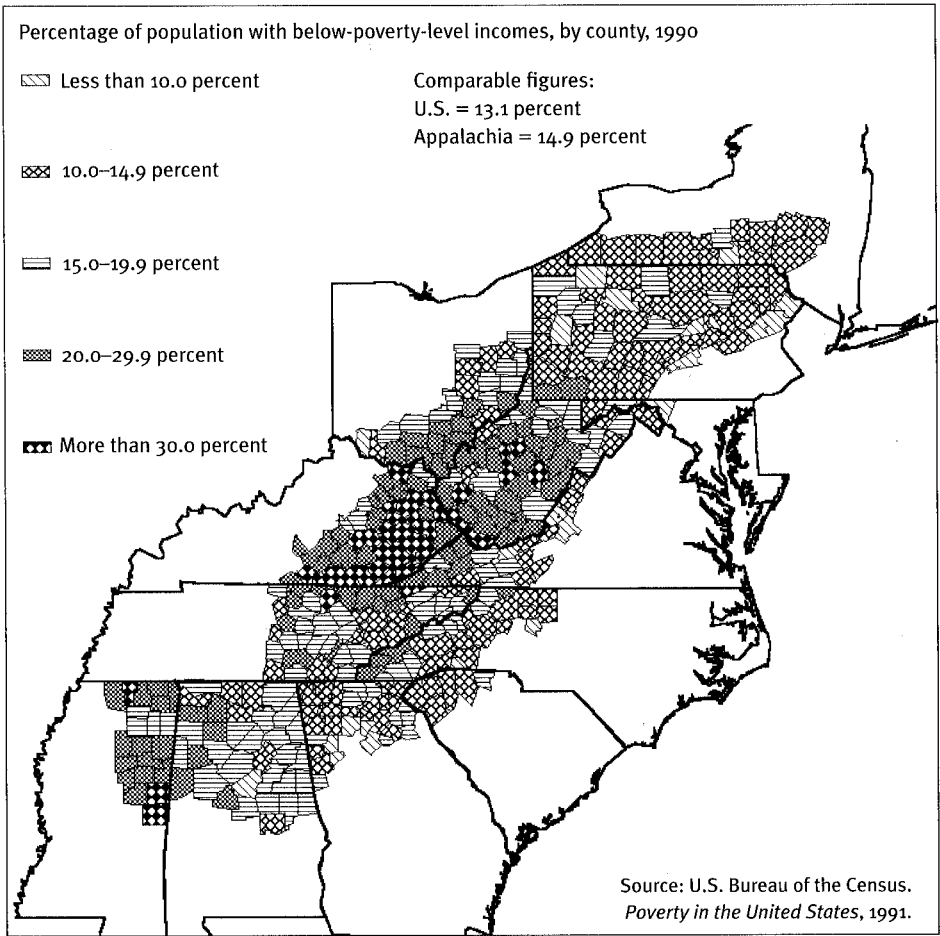 Percentage of population with below-poverty-level incomes, by county, 1990
Less than 10.0 percent
10.0–14.9 percent
15.0–19.9 percent
20.0–29.9 percent
More than 30.0 percent
Comparable figures:
U.S. = 13.1 percent
Appalachia = 14.9 percent
Source: U.S. Bureau of the Census.
Poverty in the United States, 1991.